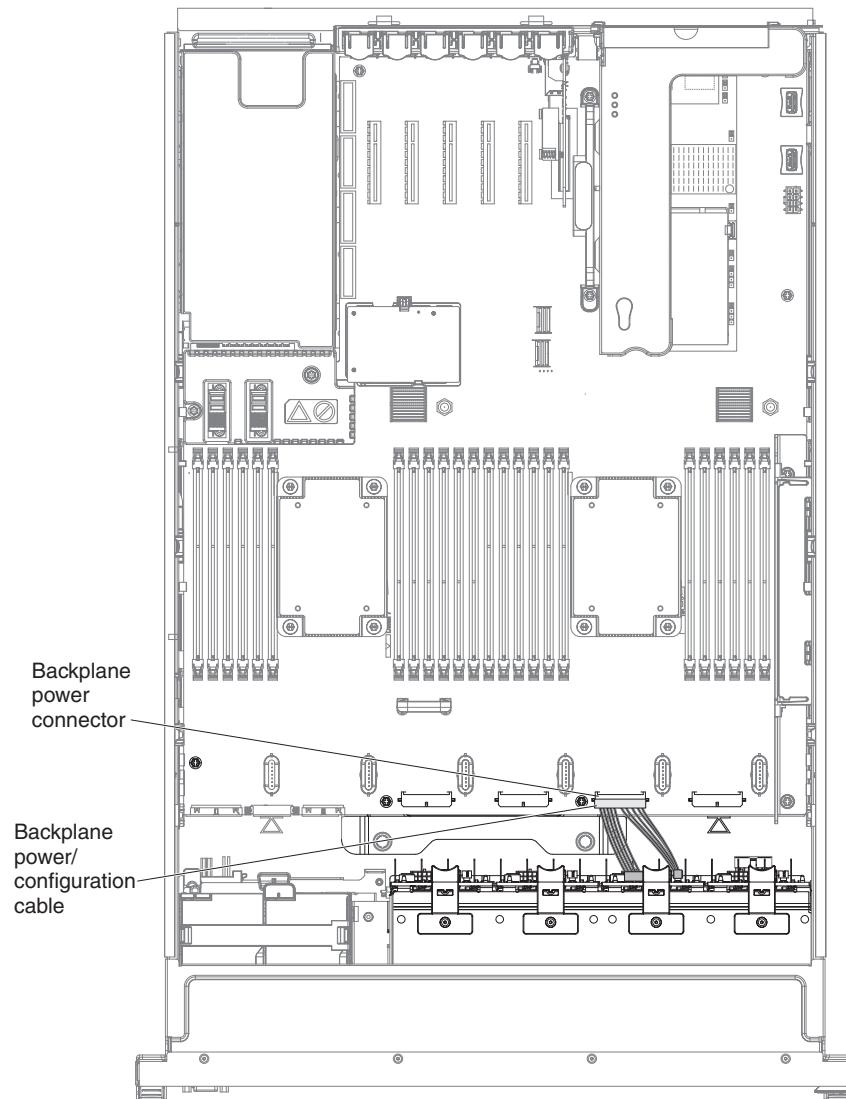 Backplane
power
connector
Backplane
power/
configuration
cable